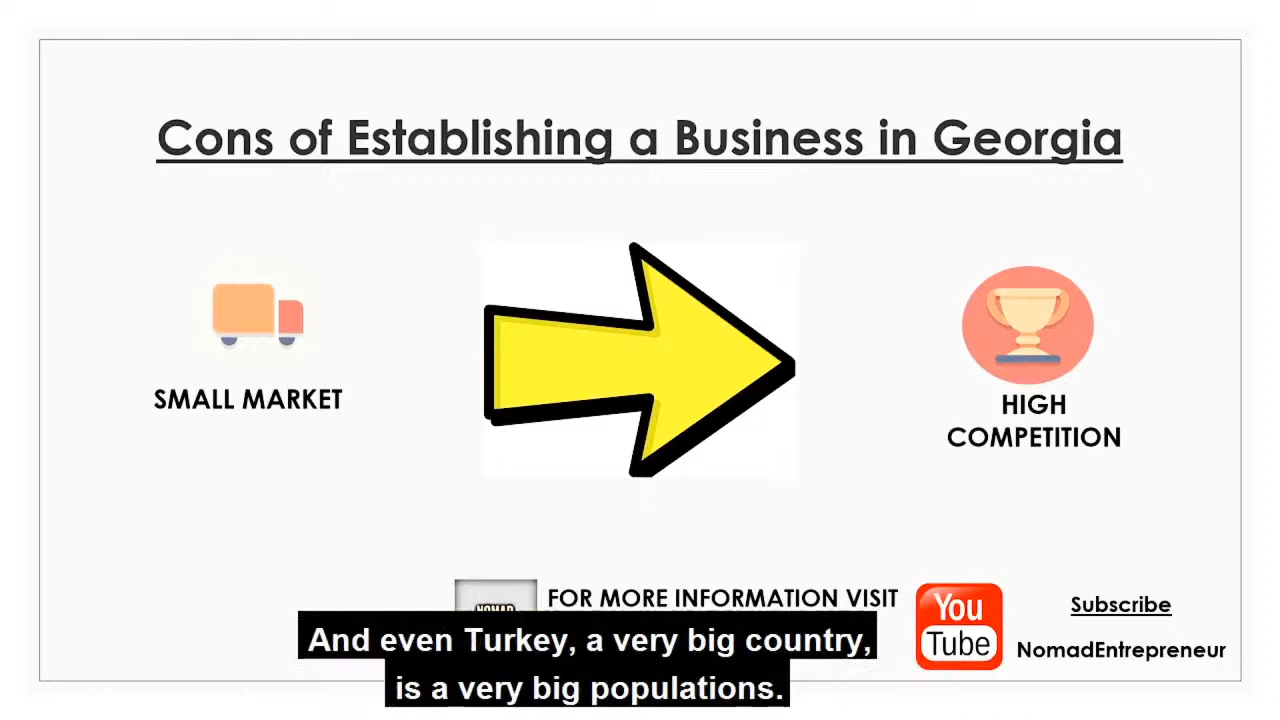 Cons of Establishing a Business in Georgia
SMALL MARKET
HIGH
COMPETITION
NOMAD
FOR MORE INFORMATION VISIT
You
Tube
Subscribe
NomadEntrepreneur
And even Turkey, a very big country,
is a very big populations.